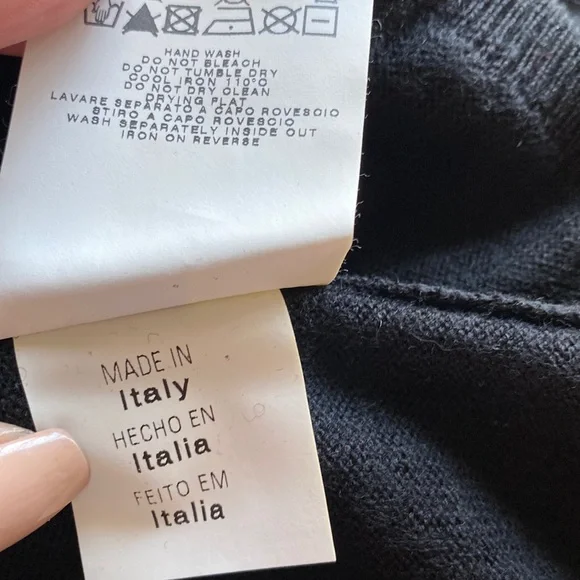 HAND WASH
DO NOT BLEACH
DO NOT TUMBLE DRY
COOL IRON 110°C
DO NOT DRY CLEAN
DRYING FLAT
LAVARE SEPARATO A CAPO ROVESCIO
STIRO A CAPO ROVESCIO
WASH SEPARATELY INSIDE OUT
IRON ON REVERSE
MADE IN
Italy
HECHO EN
Italia
FEITO EM
Italia